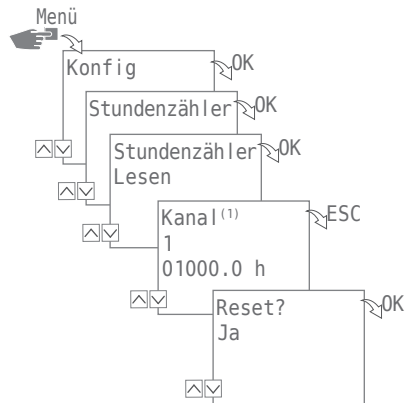 Menü
Konfig
OK
Stundenzähler
OK
Stundenzähler
Lesen
OK
Kanal(1)
1
01000.0 h
ESC
Reset?
Ja
OK